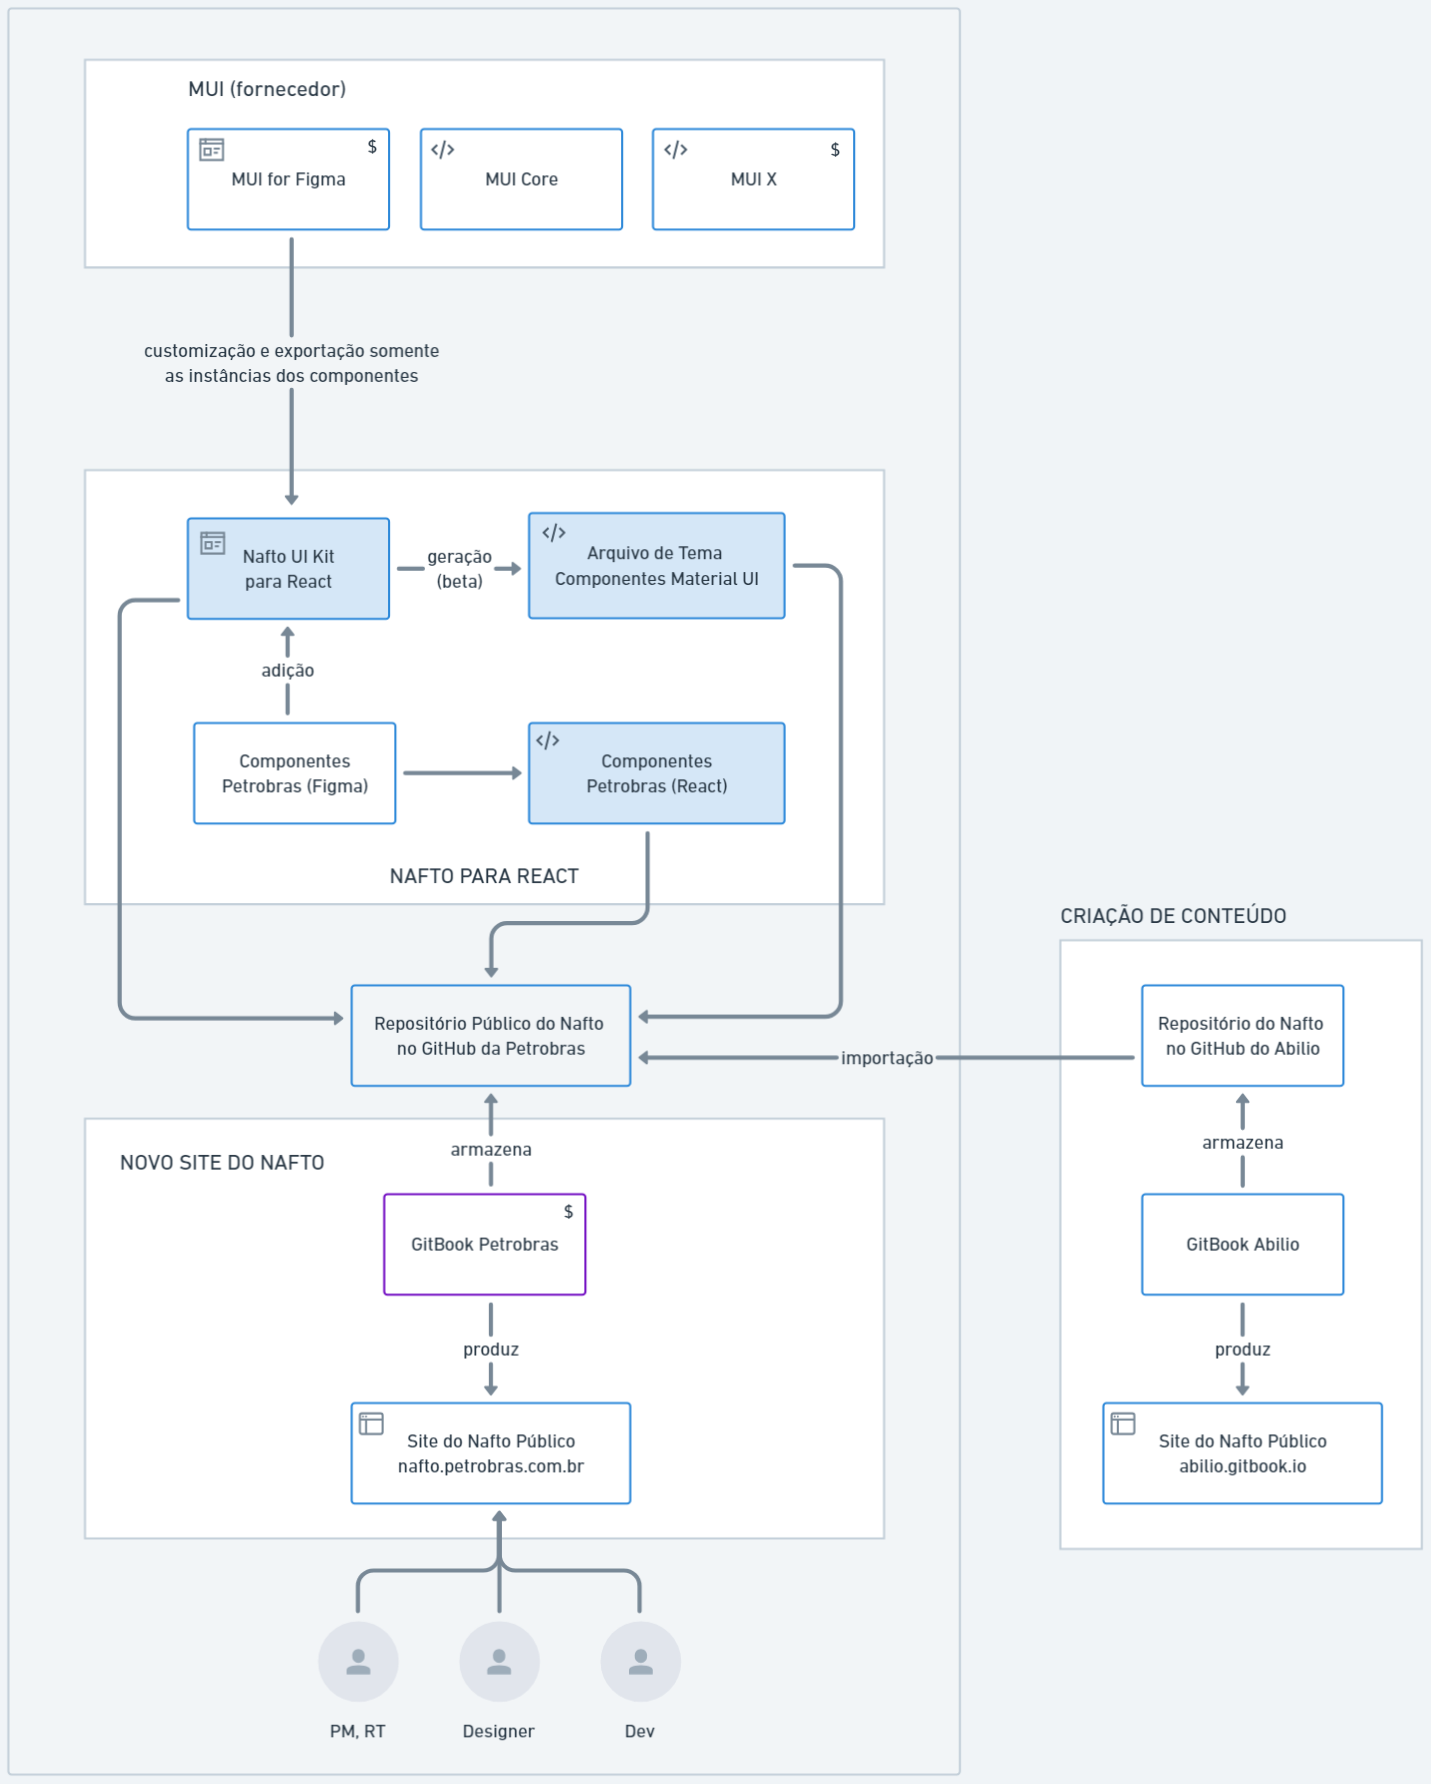 MUI (fornecedor)
$
MUI for Figma
</>
MUI Core
</>
$
MUI X
customização e exportação somente
as instâncias dos componentes
Nafto UI Kit
para React
geração
(beta)
</>
Arquivo de Tema
Componentes Material UI
adição
Componentes
Petrobras (Figma)
</>
Componentes
Petrobras (React)
NAFTO PARA REACT
Repositório Público do Nafto
no GitHub da Petrobras
importação
CRIAÇÃO DE CONTEÚDO
Repositório do Nafto
no GitHub do Abilio
armazena
GitBook Abilio
produz
Site do Nafto Público
abilio.gitbook.io
armazena
NOVO SITE DO NAFTO
$
GitBook Petrobras
produz
Site do Nafto Público
nafto.petrobras.com.br
PM, RT
Designer
Dev